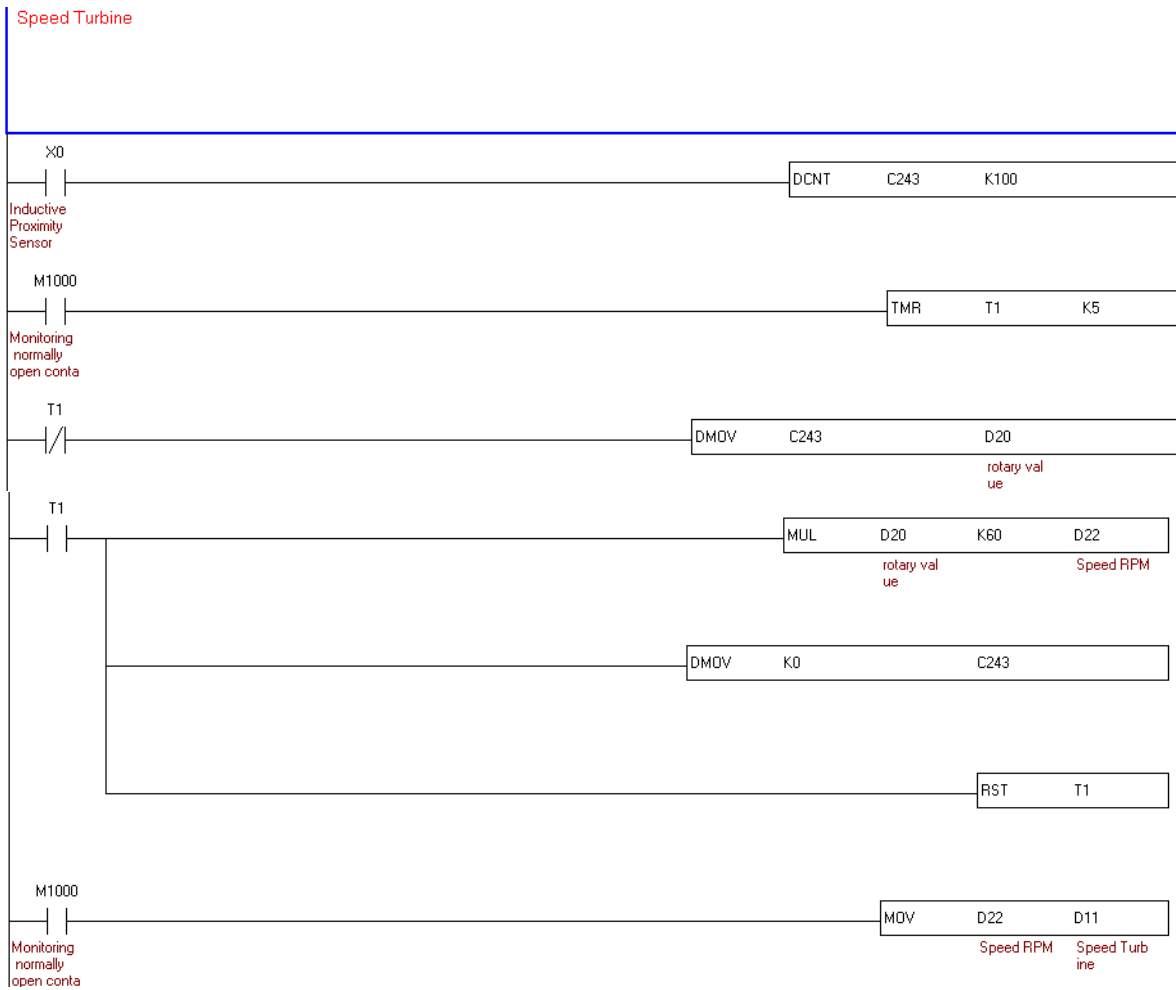 Speed Turbine
X0
DCNT C243 K100
Inductive
Proximity
Sensor
M1000
TMR T1 K5
Monitoring
normally
open conta
T1
DMOV C243 D20
rotary val
ue
T1
MUL D20 K60 D22
rotary val Speed RPM
ue
DMOV K0 C243
RST T1
M1000
MOV D22 D11
Monitoring Speed RPM Speed Turb
normally ine
open conta